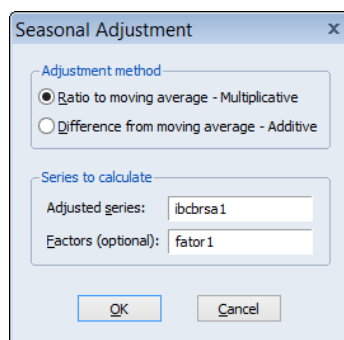 Seasonal Adjustment x
Adjustment method
Ratio to moving average - Multiplicative
Difference from moving average - Additive
Series to calculate
Adjusted series: ibcbrsa1
Factors (optional): fator1
OK Cancel